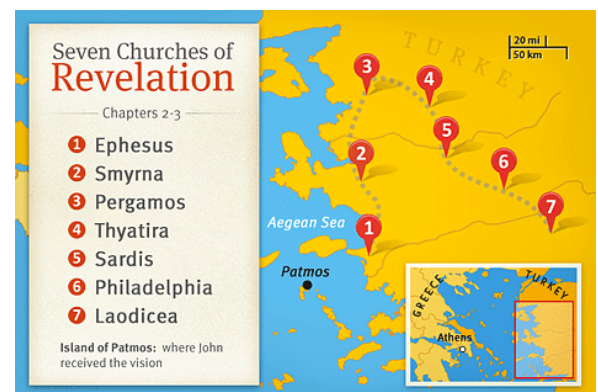 Seven Churches of
Revelation
Chapters 2-3
1 Ephesus
2 Smyrna
3 Pergamos
4 Thyatira
5 Sardis
6 Philadelphia
7 Laodicea
Island of Patmos: where John
received the vision
TURKEY
20 mi
50 km
3
4
5
2
6
7
1
Aegean Sea
Patmos
GREECE
TURKEY
Athens